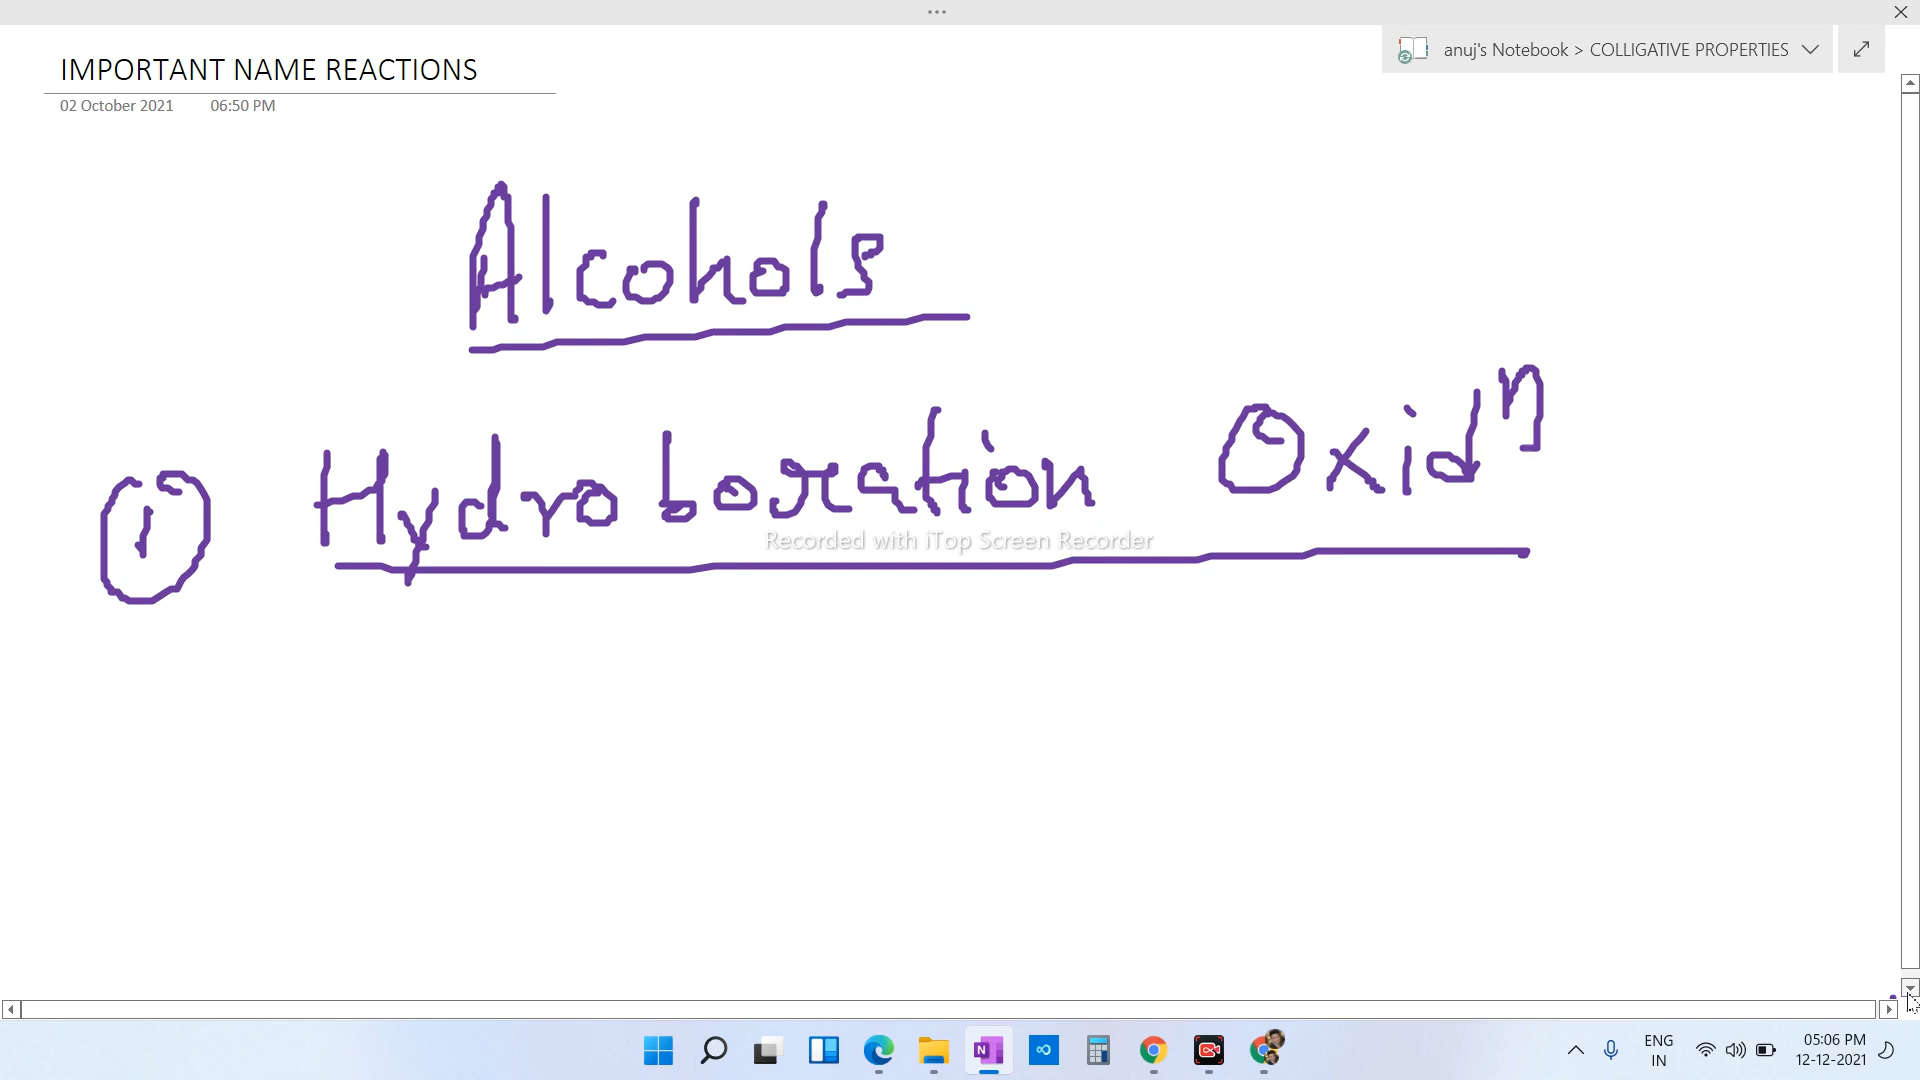 ...
anuj's Notebook > COLLIGATIVE PROPERTIES
IMPORTANT NAME REACTIONS
02 October 2021 06:50 PM
Alcohols
① Hydroboration Oxidⁿ
Recorded with iTop Screen Recorder
ENG
IN
05:06 PM
12-12-2021